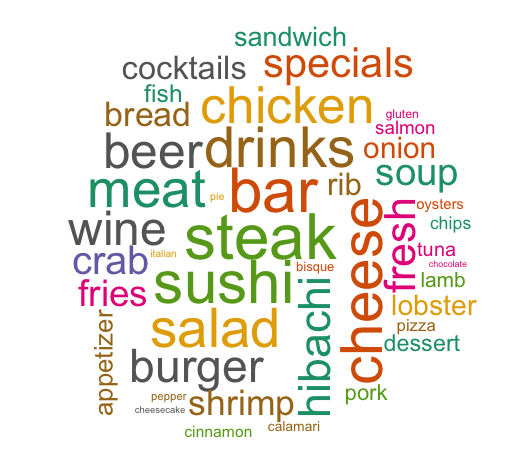 sandwich
cocktails specials
fish
bread chicken
gluten
salmon
beer drinks onion
meat pie bar rib soup
wine steak cheese fresh oysters
chips
crab italian tuna
bisque chocolate
fries sushi hibachi lamb
lobster
appetizer salad pizza
dessert
burger
pepper shrimp pork
cheesecake
cinnamon calamari